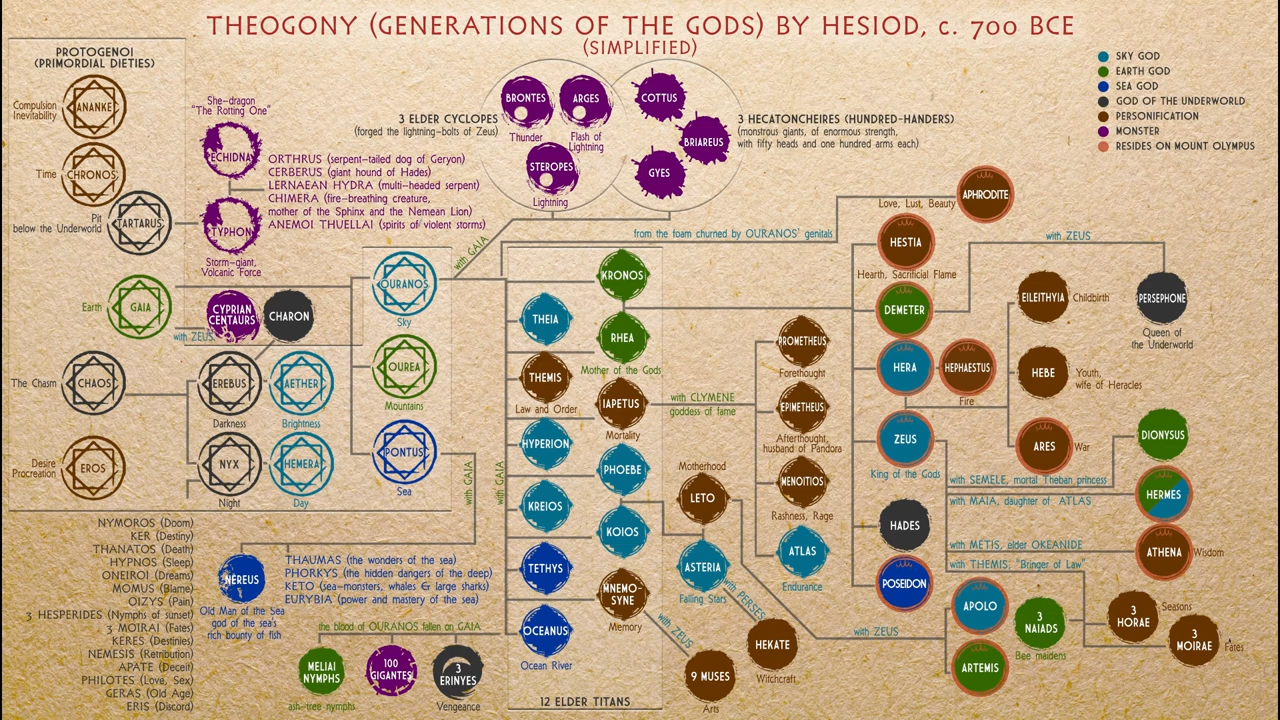 THEOGONY (GENERATIONS OF THE GODS) BY HESIOD, c. 700 BCE
(SIMPLIFIED)
PROTOGENOI
(PRIMORDIAL DIETIES)
Compulsion
Inevitability
ANANKE
Time
CHRONOS
Pit
below the Underworld
TARTARUS
Earth
GAIA
The Chasm
CHAOS
Desire
Procreation
EROS
She-dragon
"The Rotting One"
ECHIDNA
TYPHON
Storm-giant,
Volcanic Force
ORTHRUS (serpent-tailed dog of Geryon)
CERBERUS (giant hound of Hades)
LERNAEAN HYDRA (multi-headed serpent)
CHIMERA (fire-breathing creature,
mother of the Sphinx and the Nemean Lion)
ANEMOI THUELLAI (spirits of violent storms)
3 ELDER CYCLOPES
(forged the lightning-bolts of Zeus)
BRONTES
Thunder
ARGES
Flash of
Lightning
STEROPES
Lightning
COTTUS
BRIAREUS
GYES
3 HECATONCHEIRES (HUNDRED-HANDERS)
(monstrous giants, of enormous strength,
with fifty heads and one hundred arms each)
SKY GOD
EARTH GOD
SEA GOD
GOD OF THE UNDERWORLD
PERSONIFICATION
MONSTER
RESIDES ON MOUNT OLYMPUS
with GAIA
from the foam churned by OURANOS' genitals
with ZEUS
CYPRIAN
CENTAURS
CHARON
EREBUS
Darkness
AETHER
Brightness
NYX
Night
HEMERA
Day
OURANOS
Sky
OUREA
Mountains
PONTUS
Sea
with GAIA
with GAIA
KRONOS
THEIA
RHEA
Mother of the Gods
THEMIS
Law and Order
IAPETUS
Mortality
HYPERION
PHOEBE
KREIOS
KOIOS
TETHYS
MNEMO-
SYNE
Memory
OCEANUS
Ocean River
12 ELDER TITANS
with CLYMENE
goddess of fame
PROMETHEUS
Forethought
EPIMETHEUS
Afterthought,
husband of Pandora
MENOITIOS
Rashness, Rage
ATLAS
Endurance
Motherhood
LETO
ASTERIA
Falling Stars
with PERSES
HEKATE
Witchcraft
with ZEUS
9 MUSES
Arts
APHRODITE
Love, Lust, Beauty
HESTIA
Hearth, Sacrificial Flame
DEMETER
with ZEUS
PERSEPHONE
Queen of
the Underworld
HERA
HEPHAESTUS
Fire
EILEITHYIA
Childbirth
HEBE
Youth,
wife of Heracles
ARES
War
ZEUS
King of the Gods
HADES
POSEIDON
with SEMELE, mortal Theban princess
DIONYSUS
with MAIA, daughter of ATLAS
HERMES
with METIS, elder OKEANIDE
ATHENA
Wisdom
with THEMIS, "Bringer of Law"
with ZEUS
APOLO
ARTEMIS
3
NAIADS
Bee maidens
3
HORAE
Seasons
3
MOIRAE
Fates
NYMOROS (Doom)
KER (Destiny)
THANATOS (Death)
HYPNOS (Sleep)
ONEIROI (Dreams)
MOMUS (Blame)
OIZYS (Pain)
3 HESPERIDES (Nymphs of sunset)
3 MOIRAI (Fates)
KERES (Destinies)
NEMESIS (Retribution)
APATE (Deceit)
PHILOTES (Love, Sex)
GERAS (Old Age)
ERIS (Discord)
NEREUS
Old Man of the Sea
god of the sea's
rich bounty of fish
THAUMAS (the wonders of the sea)
PHORKYS (the hidden dangers of the deep)
KETO (sea-monsters, whales & large sharks)
EURYBIA (power and mastery of the sea)
the blood of OURANOS fallen on GAIA
MELIAI
NYMPHS
ash-tree nymphs
100
GIGANTES
3
ERINYES
Vengeance